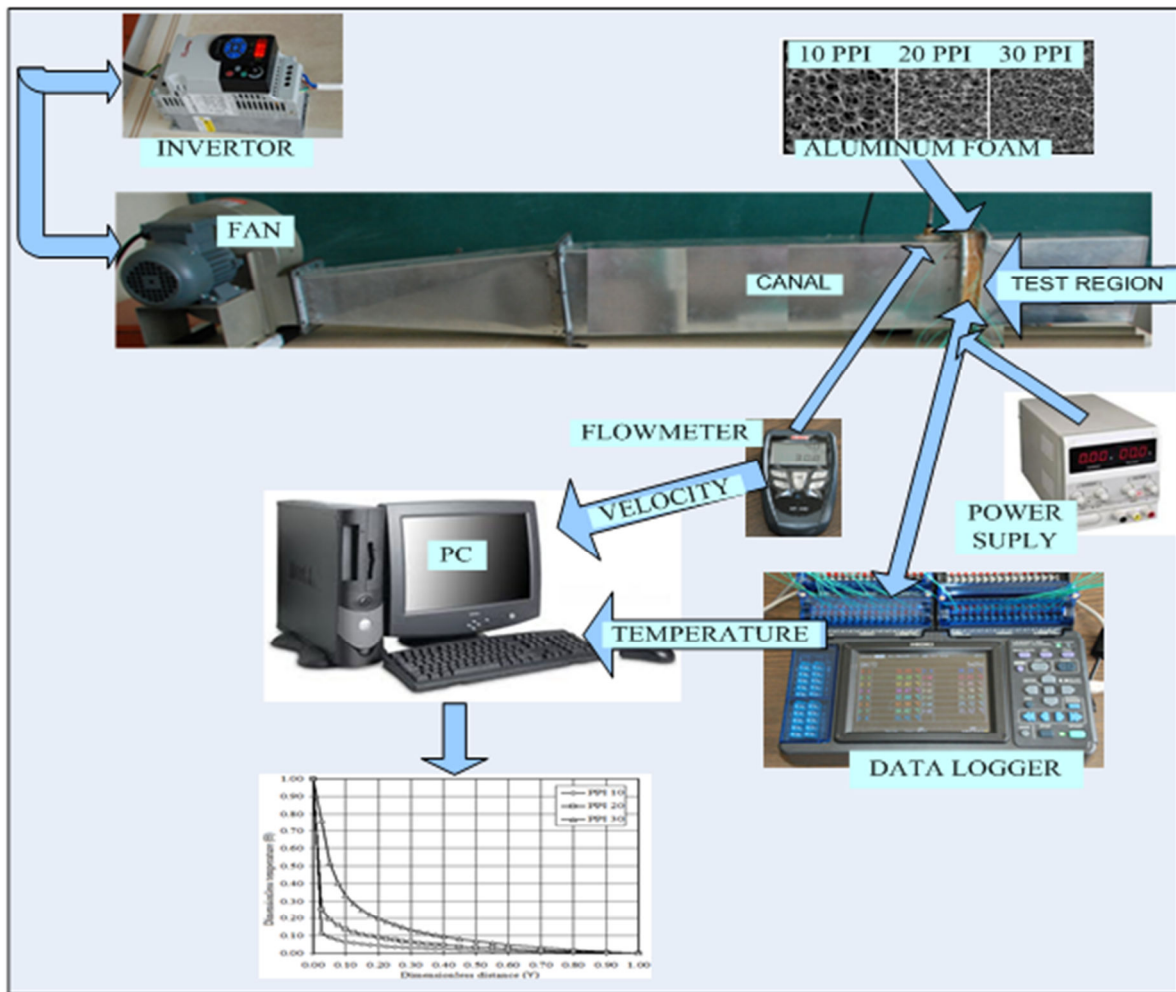 10 PPI 20 PPI 30 PPI
INVERTOR
ALUMINUM FOAM
FAN
CANAL
TEST REGION
FLOWMETER
VELOCITY
POWER
SUPLY
PC
TEMPERATURE
DATA LOGGER
PPI 10
PPI 20
PPI 30
Dimensionless temperature (θ)
1.00
0.90
0.80
0.70
0.60
0.50
0.40
0.30
0.20
0.10
0.00
0.00 0.10 0.20 0.30 0.40 0.50 0.60 0.70 0.80 0.90 1.00
Dimensionless distance (Y)